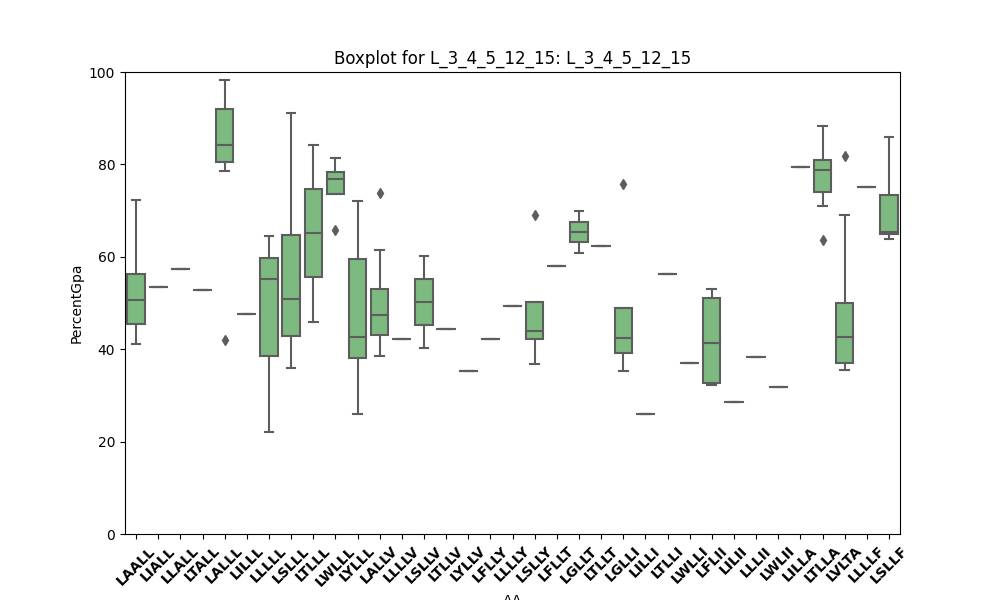 Boxplot for L_3_4_5_12_15: L_3_4_5_12_15
100
80
60
40
20
0
PercentGpa
LAALL
LIALL
LLALL
LTALL
LALLL
LILLL
LLLLL
LSLLL
LTLLL
LWLLL
LYLLL
LALLV
LLLLV
LSLLV
LTLLV
LYLLV
LFLLY
LLLLY
LSLLY
LFLLT
LGLLT
LTLLT
LGLLI
LILLI
LTLLI
LWLLI
LFLII
LILII
LLLII
LWLII
LILLA
LTLLA
LVLTA
LLLLF
LSLLF
AA